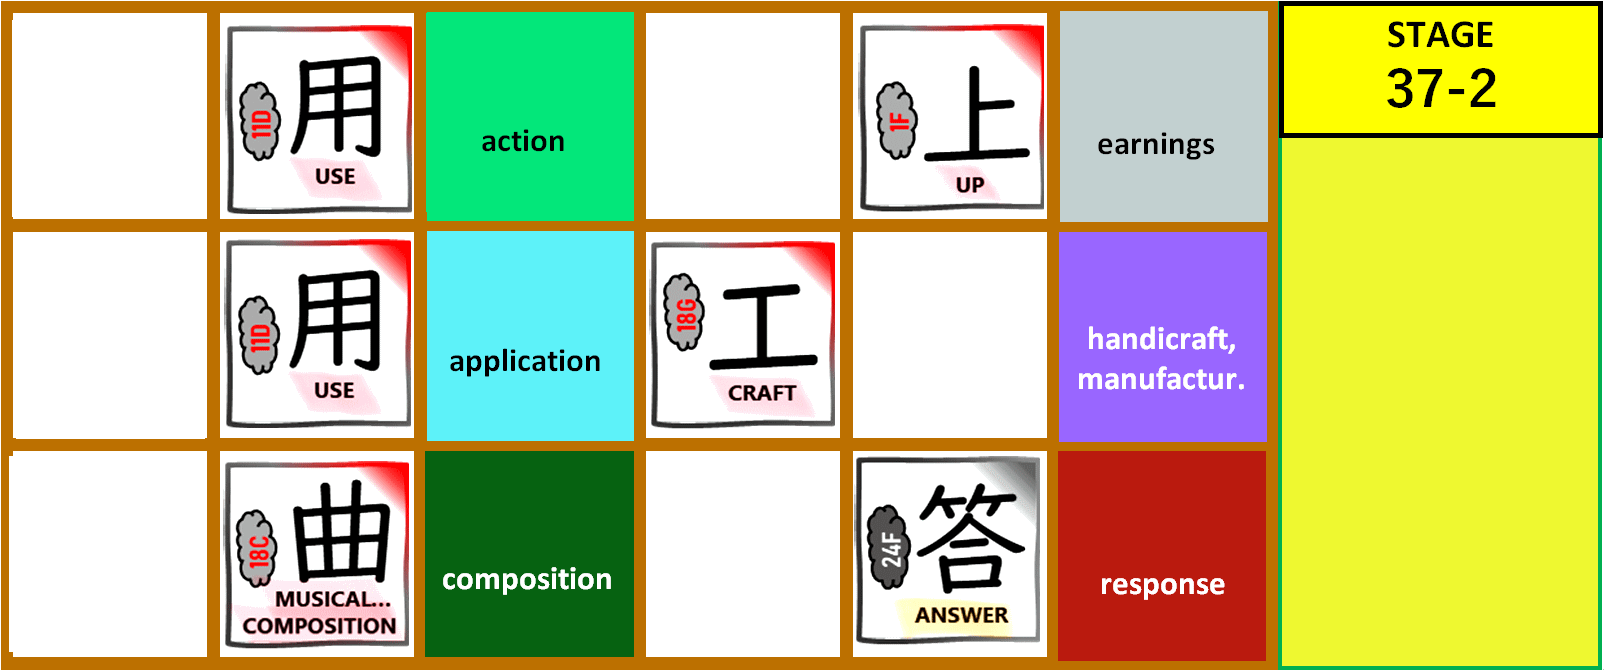 STAGE
37-2
11D
用
USE
action
1F
上
UP
earnings
11D
用
USE
application
18G
工
CRAFT
handicraft,
manufactur.
18C
曲
MUSICAL...
COMPOSITION
composition
24F
答
ANSWER
response